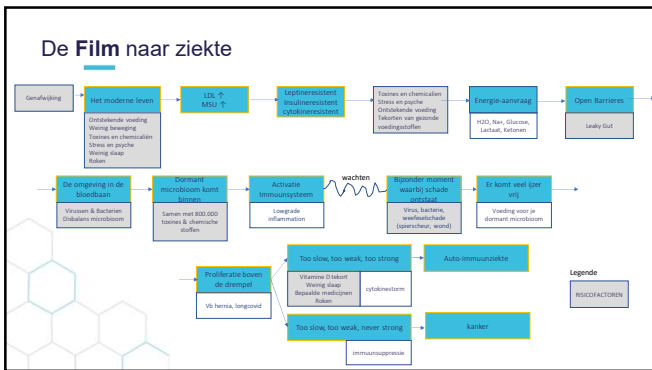 De Film naar ziekte
Genafwijking
Het moderne leven
Ontstekende voeding
Weinig beweging
Toxines en chemicaliën
Stress en psyche
Weinig slaap
Roken
LDL ↑
MSU ↑
Leptineresistent
Insulineresistent
cytokineresistent
Toxines en chemicalien
Stress en psyche
Ontstekende voeding
Tekorten van gezonde
voedingsstoffen
Energie-aanvraag
H2O, Na+, Glucose,
Lactaat, Ketonen
Open Barrieres
Leaky Gut
De omgeving in de
bloedbaan
Virussen & Bacterien
Disbalans microbioom
Dormant
microbioom komt
binnen
Samen met 800.000
toxines & chemische
stoffen
Activatie
Immuunsysteem
Lowgrade
inflammation
wachten
Bijzonder moment
waarbij schade
ontstaat
Virus, bacterie,
weefselschade
(spierscheur, wond)
Er komt veel ijzer
vrij
Voeding voor je
dormant microbioom
Proliferatie boven
de drempel
Vb hernia, longcovid
Too slow, too weak, too strong
Vitamine D tekort
Weinig slaap
Bepaalde medicijnen
Roken
cytokinestorm
Auto-immuunziekte
Too slow, too weak, never strong
immuunsuppressie
kanker
Legende
RISICOFACTOREN